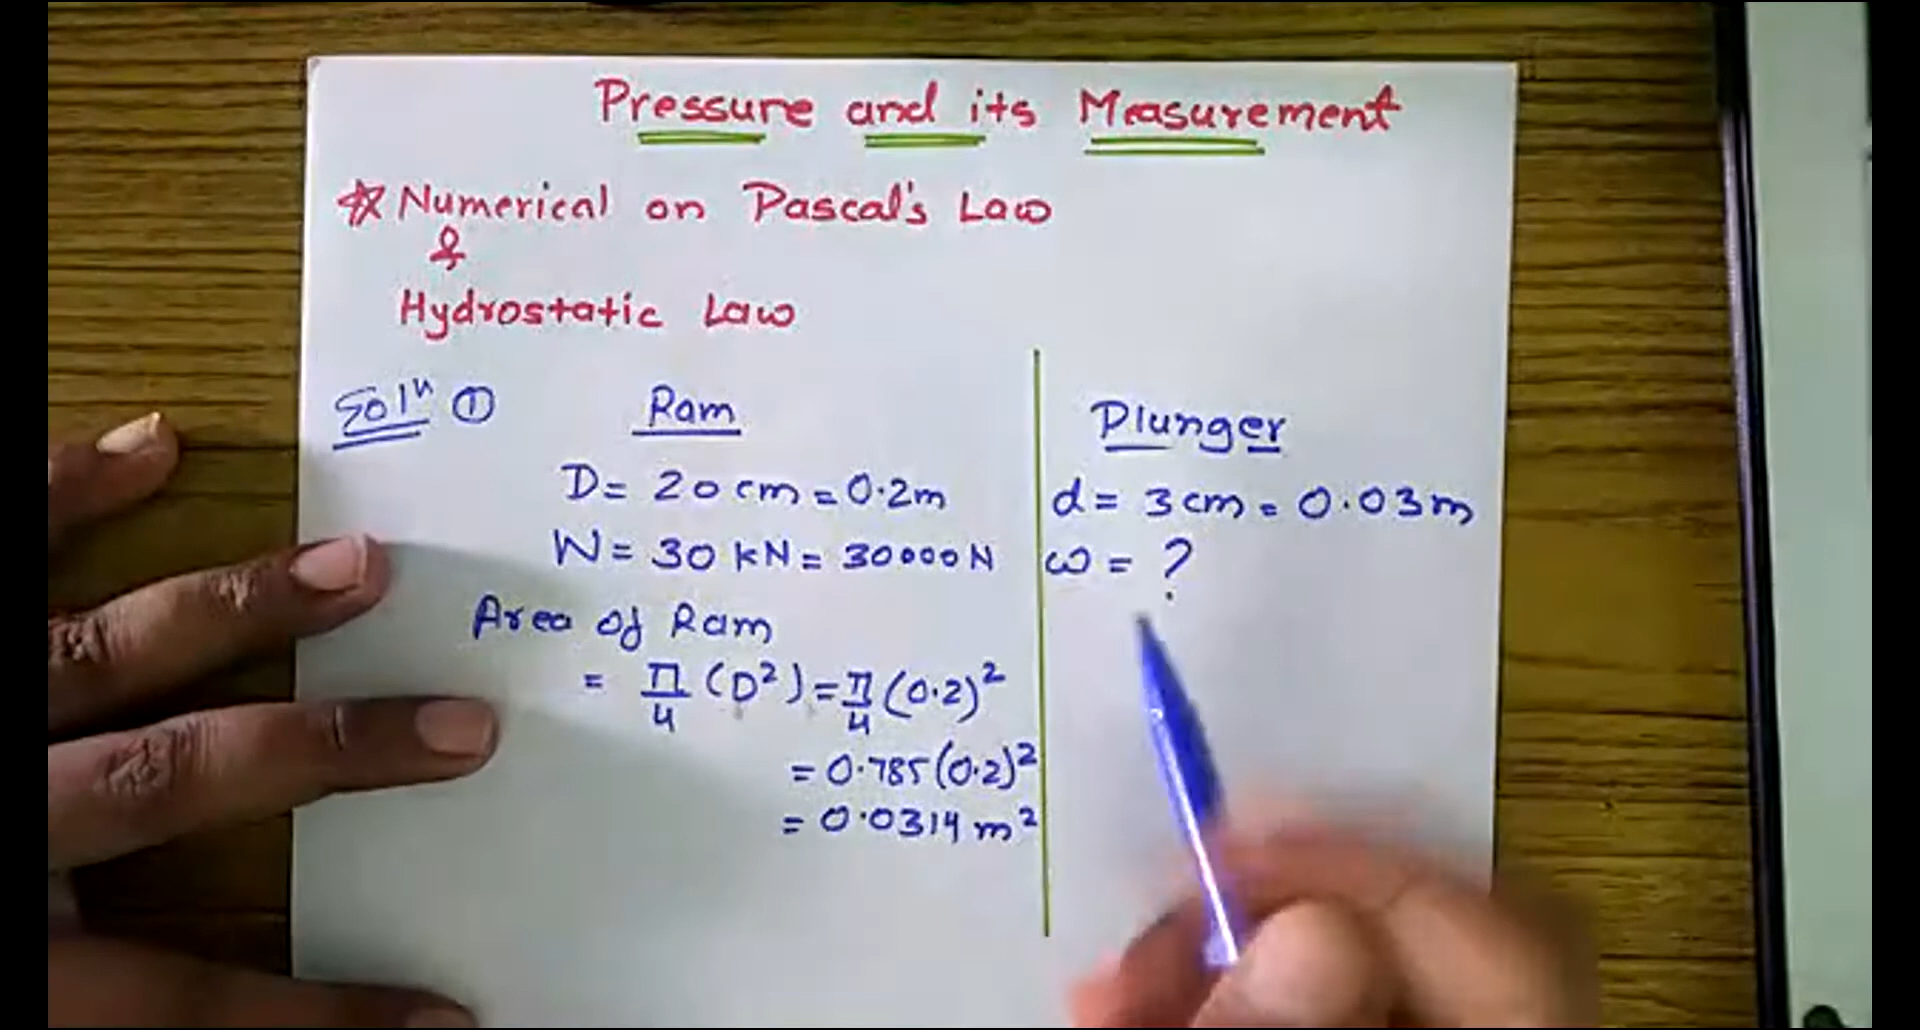 Pressure and its Measurement
☆ Numerical on Pascal's Law
&
Hydrostatic Law
Solⁿ ①
Ram
D = 20 cm = 0.2m
W = 30 kN = 30000 N
Area of Ram
= π/4 (D²) = π/4 (0.2)²
= 0.785 (0.2)²
= 0.0314 m²
Plunger
d = 3 cm = 0.03m
ω = ?